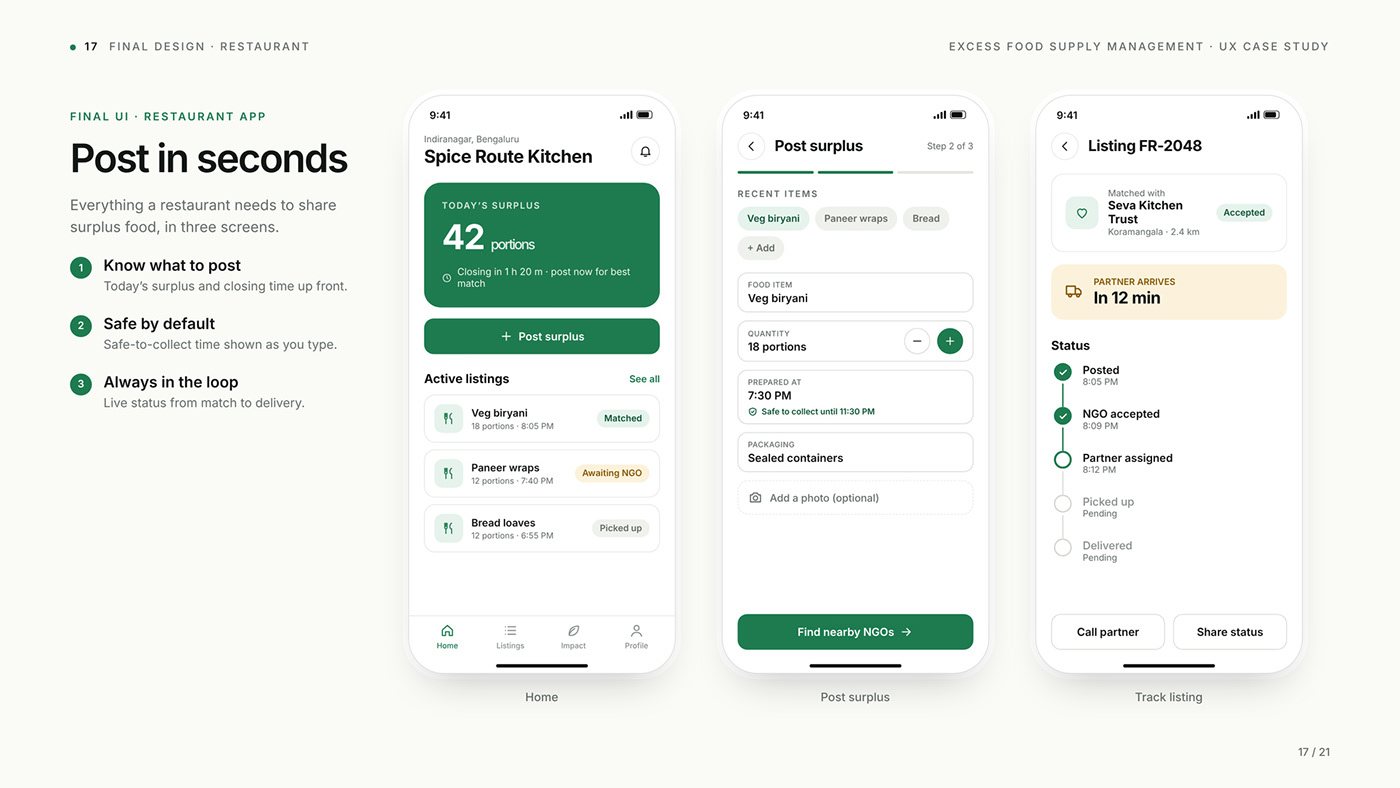 17 FINAL DESIGN · RESTAURANT
EXCESS FOOD SUPPLY MANAGEMENT · UX CASE STUDY
FINAL UI · RESTAURANT APP
Post in seconds
Everything a restaurant needs to share
surplus food, in three screens.
1 Know what to post
Today’s surplus and closing time up front.
2 Safe by default
Safe-to-collect time shown as you type.
3 Always in the loop
Live status from match to delivery.
9:41
Indiranagar, Bengaluru
Spice Route Kitchen
TODAY’S SURPLUS
42 portions
Closing in 1 h 20 m · post now for best
match
+ Post surplus
Active listings See all
Veg biryani
18 portions · 8:05 PM
Matched
Paneer wraps
12 portions · 7:40 PM
Awaiting NGO
Bread loaves
12 portions · 6:55 PM
Picked up
Home Listings Impact Profile
Home
9:41
Post surplus Step 2 of 3
RECENT ITEMS
Veg biryani Paneer wraps Bread
+ Add
FOOD ITEM
Veg biryani
QUANTITY
18 portions
− +
PREPARED AT
7:30 PM
Safe to collect until 11:30 PM
PACKAGING
Sealed containers
Add a photo (optional)
Find nearby NGOs →
Post surplus
9:41
Listing FR-2048
Matched with
Seva Kitchen
Trust
Koramangala · 2.4 km
Accepted
PARTNER ARRIVES
In 12 min
Status
Posted
8:05 PM
NGO accepted
8:09 PM
Partner assigned
8:12 PM
Picked up
Pending
Delivered
Pending
Call partner Share status
Track listing
17 / 21